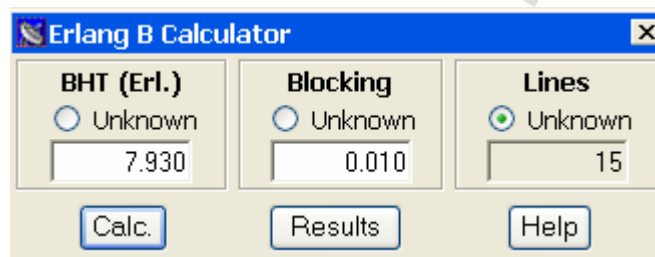 Erlang B Calculator
BHT (Erl.) Blocking Lines
Unknown Unknown Unknown
7.930 0.010 15
Calc. Results Help